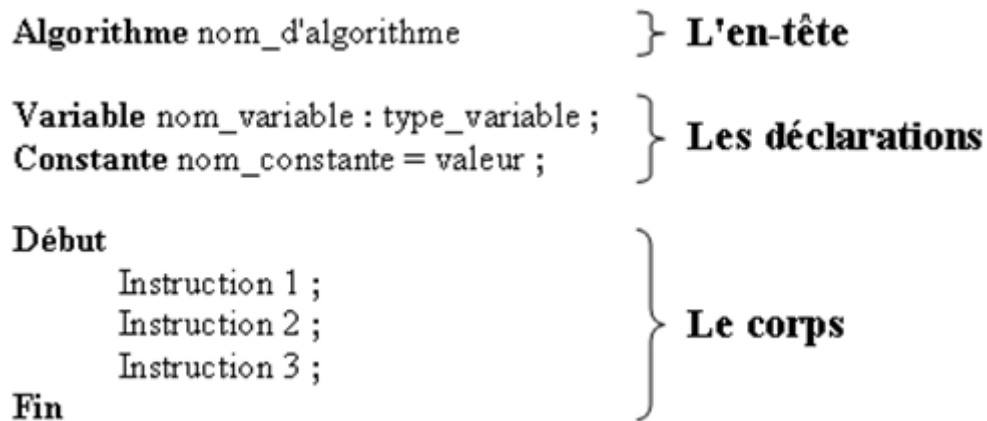 Algorithme nom_d'algorithme
L'en-tête
Variable nom_variable : type_variable ;
Constante nom_constante = valeur ;
Les déclarations
Début
Instruction 1 ;
Instruction 2 ;
Instruction 3 ;
Fin
Le corps